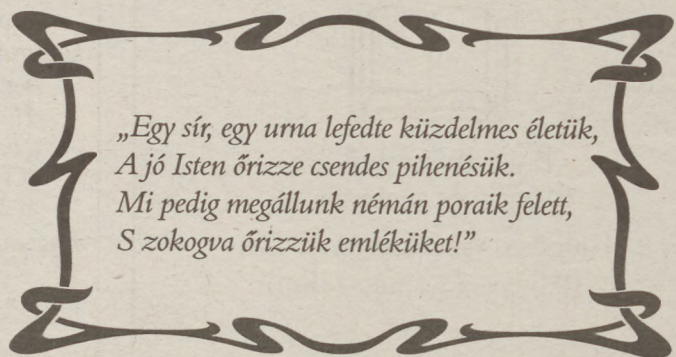 „Egy sír, egy urna lefedte küzdelmes életük,
A jó Isten őrizze csendes pihenésük.
Mi pedig megállunk némán poraik felett,
S zokogva őrizzük emléküket!”